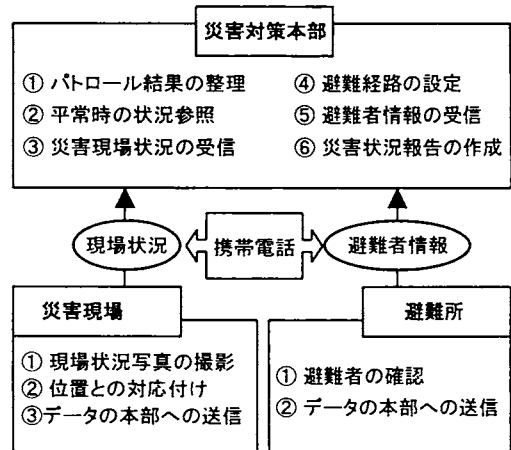 災害対策本部
① パトロール結果の整理
② 平常時の状況参照
③ 災害現場状況の受信
④ 避難経路の設定
⑤ 避難者情報の受信
⑥ 災害状況報告の作成
現場状況
携帯電話
避難者情報
災害現場
① 現場状況写真の撮影
② 位置との対応付け
③データの本部への送信
避難所
① 避難者の確認
② データの本部への送信